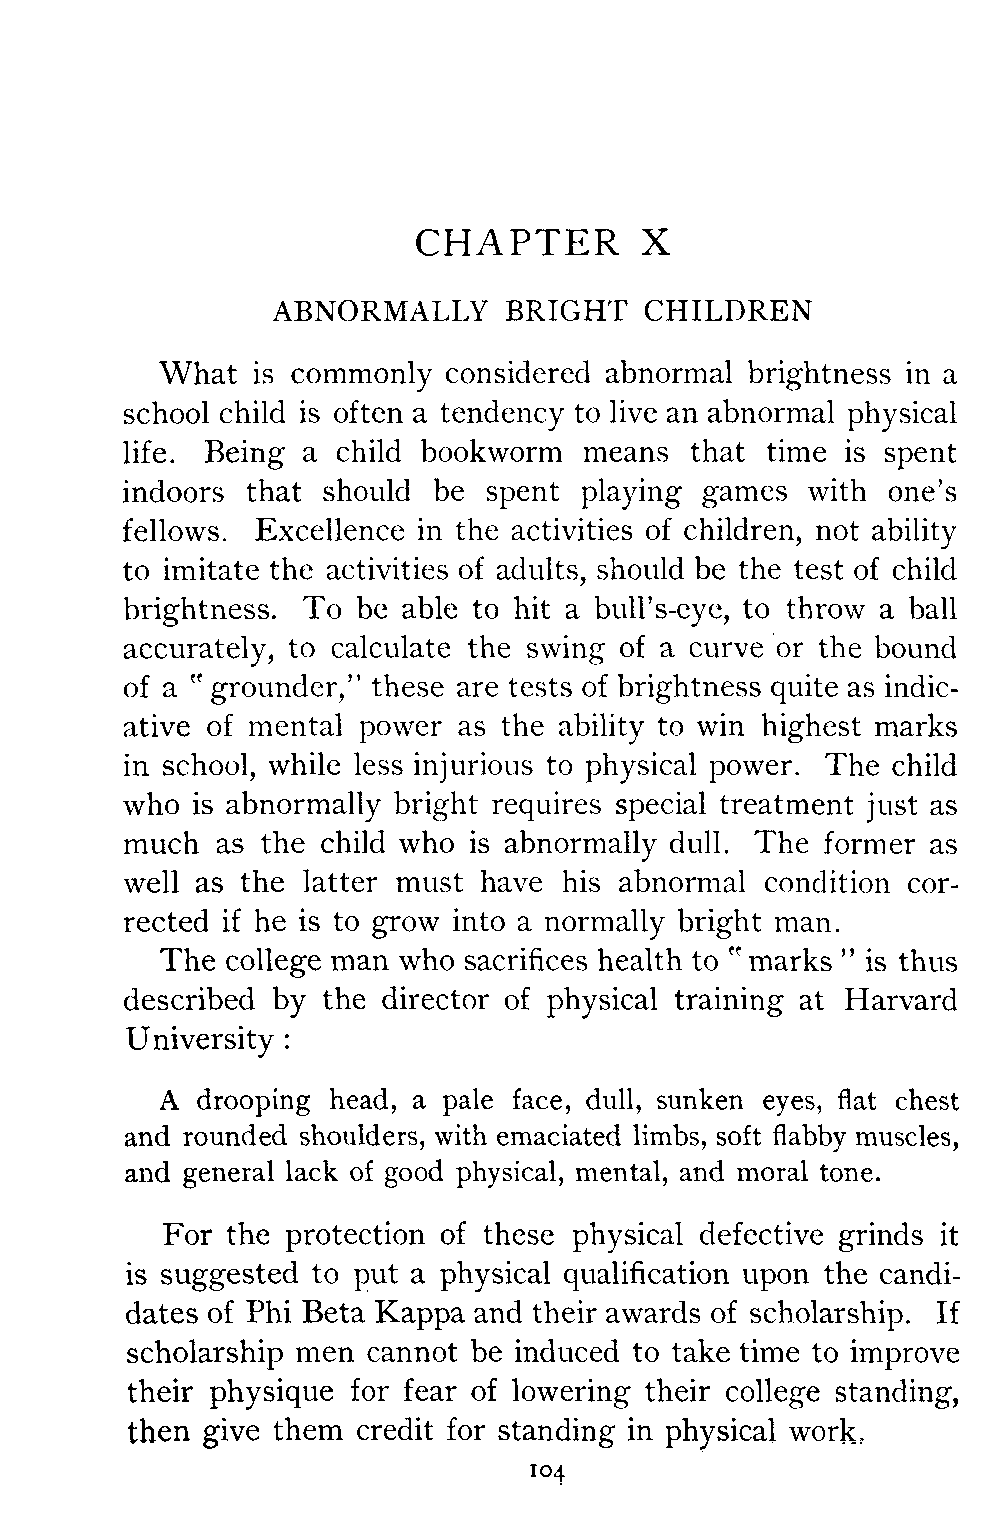 CHAPTER X
ABNORMALLY BRIGHT CHILDREN
What is commonly considered abnormal brightness in a
school child is often a tendency to live an abnormal physical
life. Being a child bookworm means that time is spent
indoors that should be spent playing games with one's
fellows. Excellence in the activities of children, not ability
to imitate the activities of adults, should be the test of child
brightness. To be able to hit a bull's-eye, to throw a ball
accurately, to calculate the swing of a curve or the bound
of a "grounder," these are tests of brightness quite as indic-
ative of mental power as the ability to win highest marks
in school, while less injurious to physical power. The child
who is abnormally bright requires special treatment just as
much as the child who is abnormally dull. The former as
well as the latter must have his abnormal condition cor-
rected if he is to grow into a normally bright man.
The college man who sacrifices health to "marks" is thus
described by the director of physical training at Harvard
University:
A drooping head, a pale face, dull, sunken eyes, flat chest
and rounded shoulders, with emaciated limbs, soft flabby muscles,
and general lack of good physical, mental, and moral tone.
For the protection of these physical defective grinds it
is suggested to put a physical qualification upon the candi-
dates of Phi Beta Kappa and their awards of scholarship. If
scholarship men cannot be induced to take time to improve
their physique for fear of lowering their college standing,
then give them credit for standing in physical work.
104